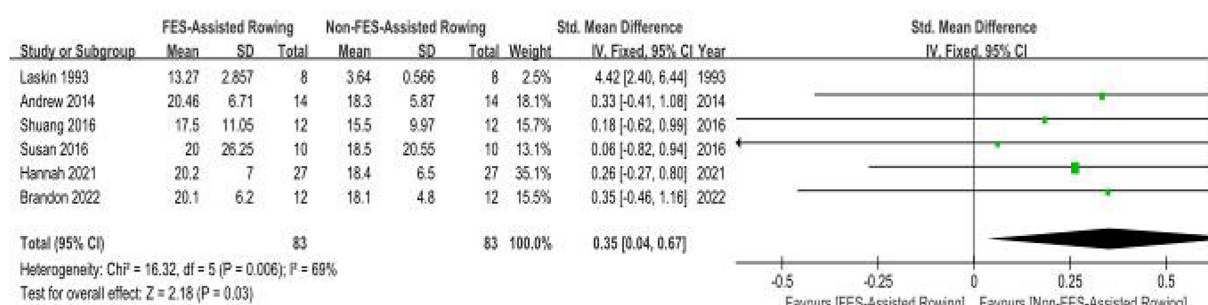 FES-Assisted Rowing Non-FES-Assisted Rowing Std. Mean Difference Std. Mean Difference
Study or Subgroup Mean SD Total Mean SD Total Weight IV, Fixed, 95% CI Year IV, Fixed, 95% CI
Laskin 1993 13.27 2.857 8 3.64 0.566 8 2.5% 4.42 [2.40, 6.44] 1993
Andrew 2014 20.46 6.71 14 18.3 5.87 14 18.1% 0.33 [-0.41, 1.08] 2014
Shuang 2016 17.5 11.05 12 15.5 9.97 12 15.7% 0.18 [-0.62, 0.99] 2016
Susan 2016 20 26.25 10 18.5 20.55 10 13.1% 0.06 [-0.82, 0.94] 2016
Hannah 2021 20.2 7 27 18.4 6.5 27 35.1% 0.26 [-0.27, 0.80] 2021
Brandon 2022 20.1 6.2 12 18.1 4.8 12 15.5% 0.35 [-0.46, 1.16] 2022
Total (95% CI) 83 83 100.0% 0.35 [0.04, 0.67]
Heterogeneity: Chi² = 16.32, df = 5 (P = 0.006); I² = 69%
Test for overall effect: Z = 2.18 (P = 0.03)
-0.5 -0.25 0 0.25 0.5
Favours [FES-Assisted Rowing] Favours [Non-FES-Assisted Rowing]